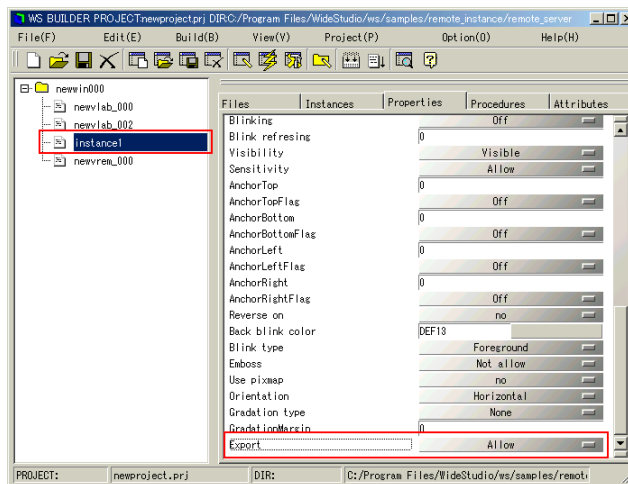 WS BUILDER PROJECT:newproject.prj DIR:C:/Program Files/WideStudio/ws/samples/remote_instance/remote_server
File(F) Edit(E) Build(B) View(V) Project(P) Option(O) Help(H)
newwin000
newvlab_000
newvlab_002
instance1
newvrem_000
Files Instances Properties Procedures Attributes
Blinking Off
Blink refresing 0
Visibility Visible
Sensitivity Allow
AnchorTop 0
AnchorTopFlag Off
AnchorBottom 0
AnchorBottomFlag Off
AnchorLeft 0
AnchorLeftFlag Off
AnchorRight 0
AnchorRightFlag Off
Reverse on no
Back blink color DEF13
Blink type Foreground
Emboss Not allow
Use pixmap no
Orientation Horizontal
Gradation type None
GradationMargin 0
Export Allow
PROJECT: newproject.prj DIR: C:/Program Files/WideStudio/ws/samples/remot